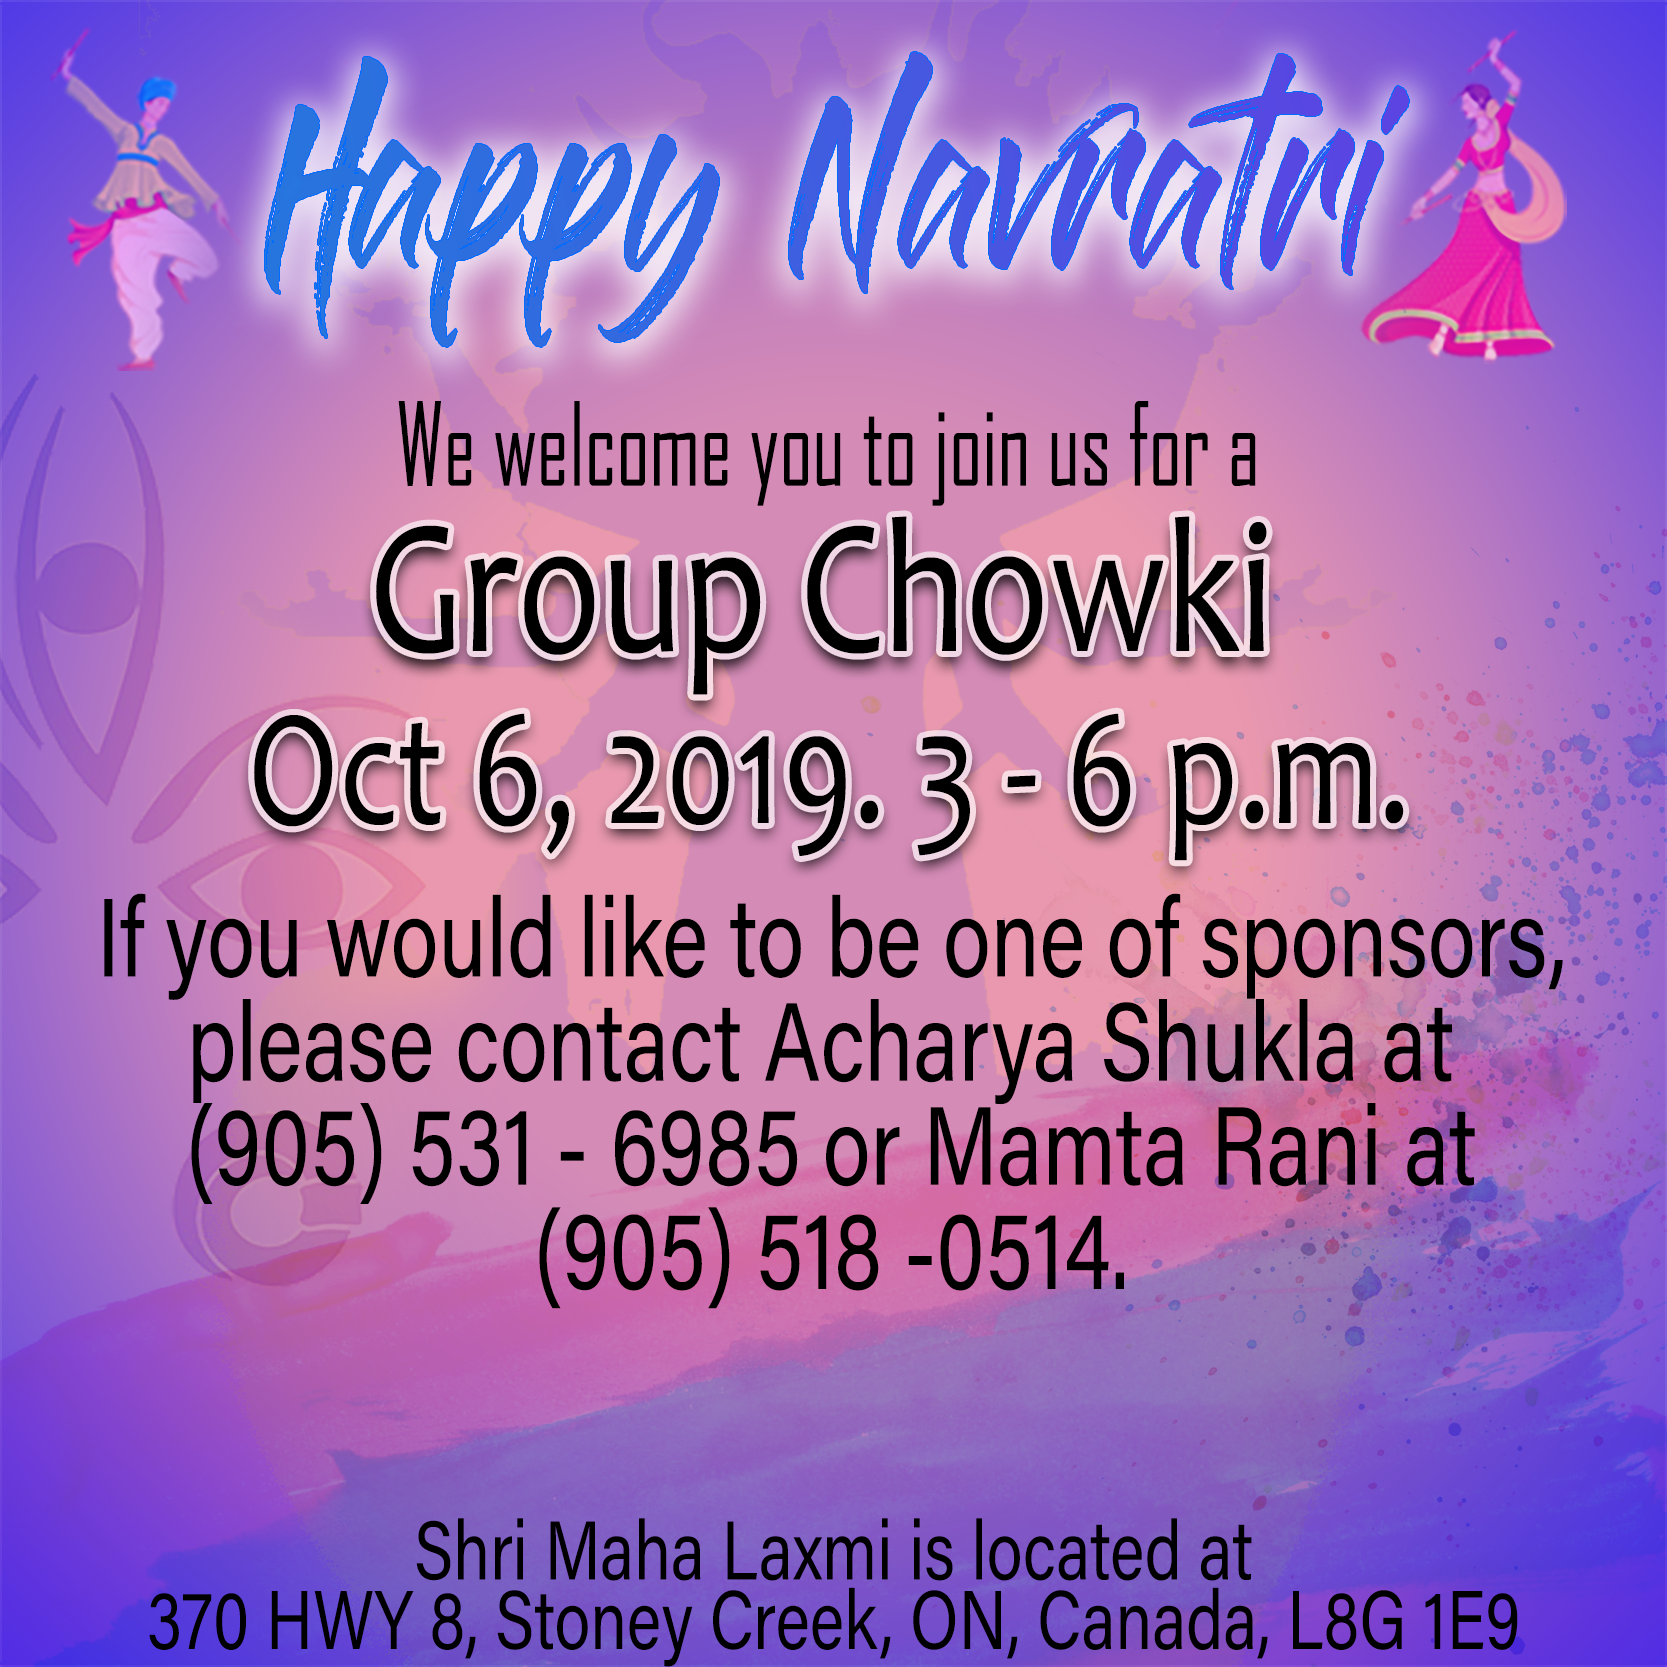 Happy Navratri
We welcome you to join us for a
Group Chowki
Oct 6, 2019. 3 - 6 p.m.
If you would like to be one of sponsors,
please contact Acharya Shukla at
(905) 531 - 6985 or Mamta Rani at
(905) 518 -0514.
Shri Maha Laxmi is located at
370 HWY 8, Stoney Creek, ON, Canada, L8G 1E9